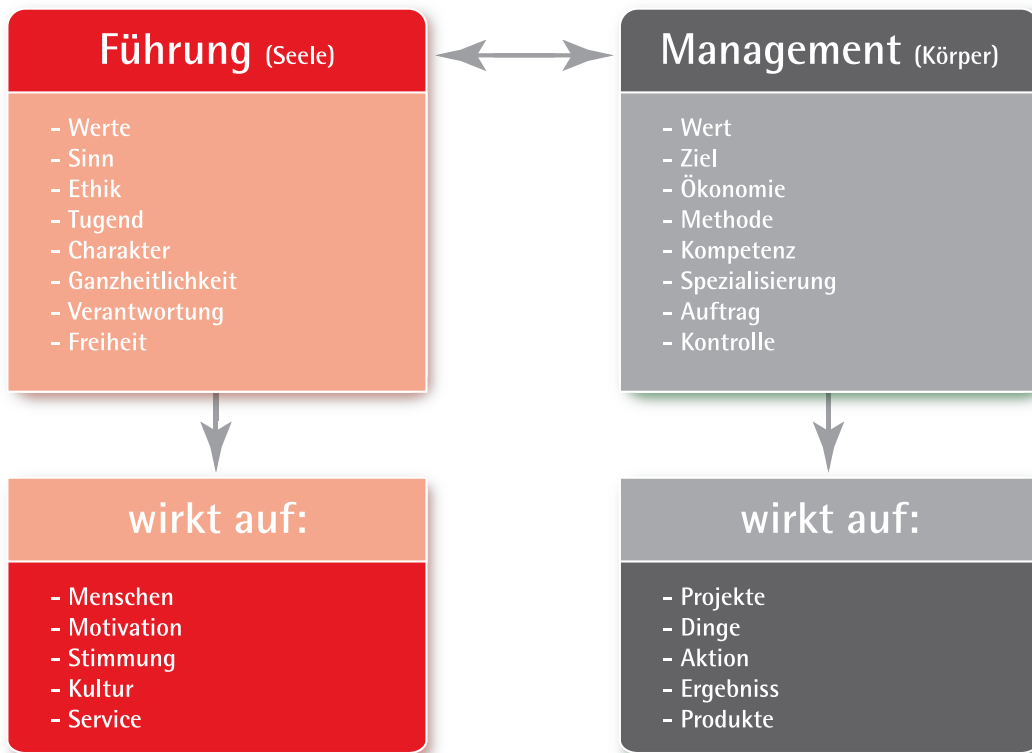 Führung (Seele)
- Werte
- Sinn
- Ethik
- Tugend
- Charakter
- Ganzheitlichkeit
- Verantwortung
- Freiheit
wirkt auf:
- Menschen
- Motivation
- Stimmung
- Kultur
- Service
Management (Körper)
- Wert
- Ziel
- Ökonomie
- Methode
- Kompetenz
- Spezialisierung
- Auftrag
- Kontrolle
wirkt auf:
- Projekte
- Dinge
- Aktion
- Ergebniss
- Produkte